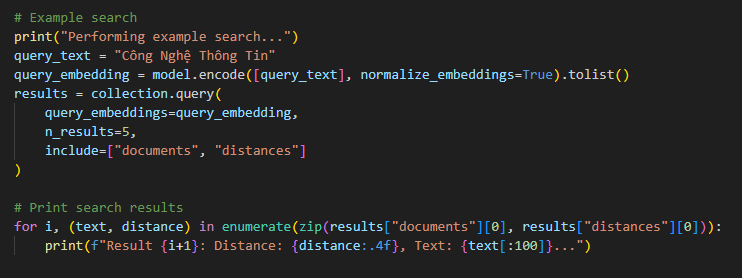 # Example search
print("Performing example search...")
query_text = "Công Nghệ Thông Tin"
query_embedding = model.encode([query_text], normalize_embeddings=True).tolist()
results = collection.query(
    query_embeddings=query_embedding,
    n_results=5,
    include=["documents", "distances"]
)

# Print search results
for i, (text, distance) in enumerate(zip(results["documents"][0], results["distances"][0])):
    print(f"Result {i+1}: Distance: {distance:.4f}, Text: {text[:100]}...")